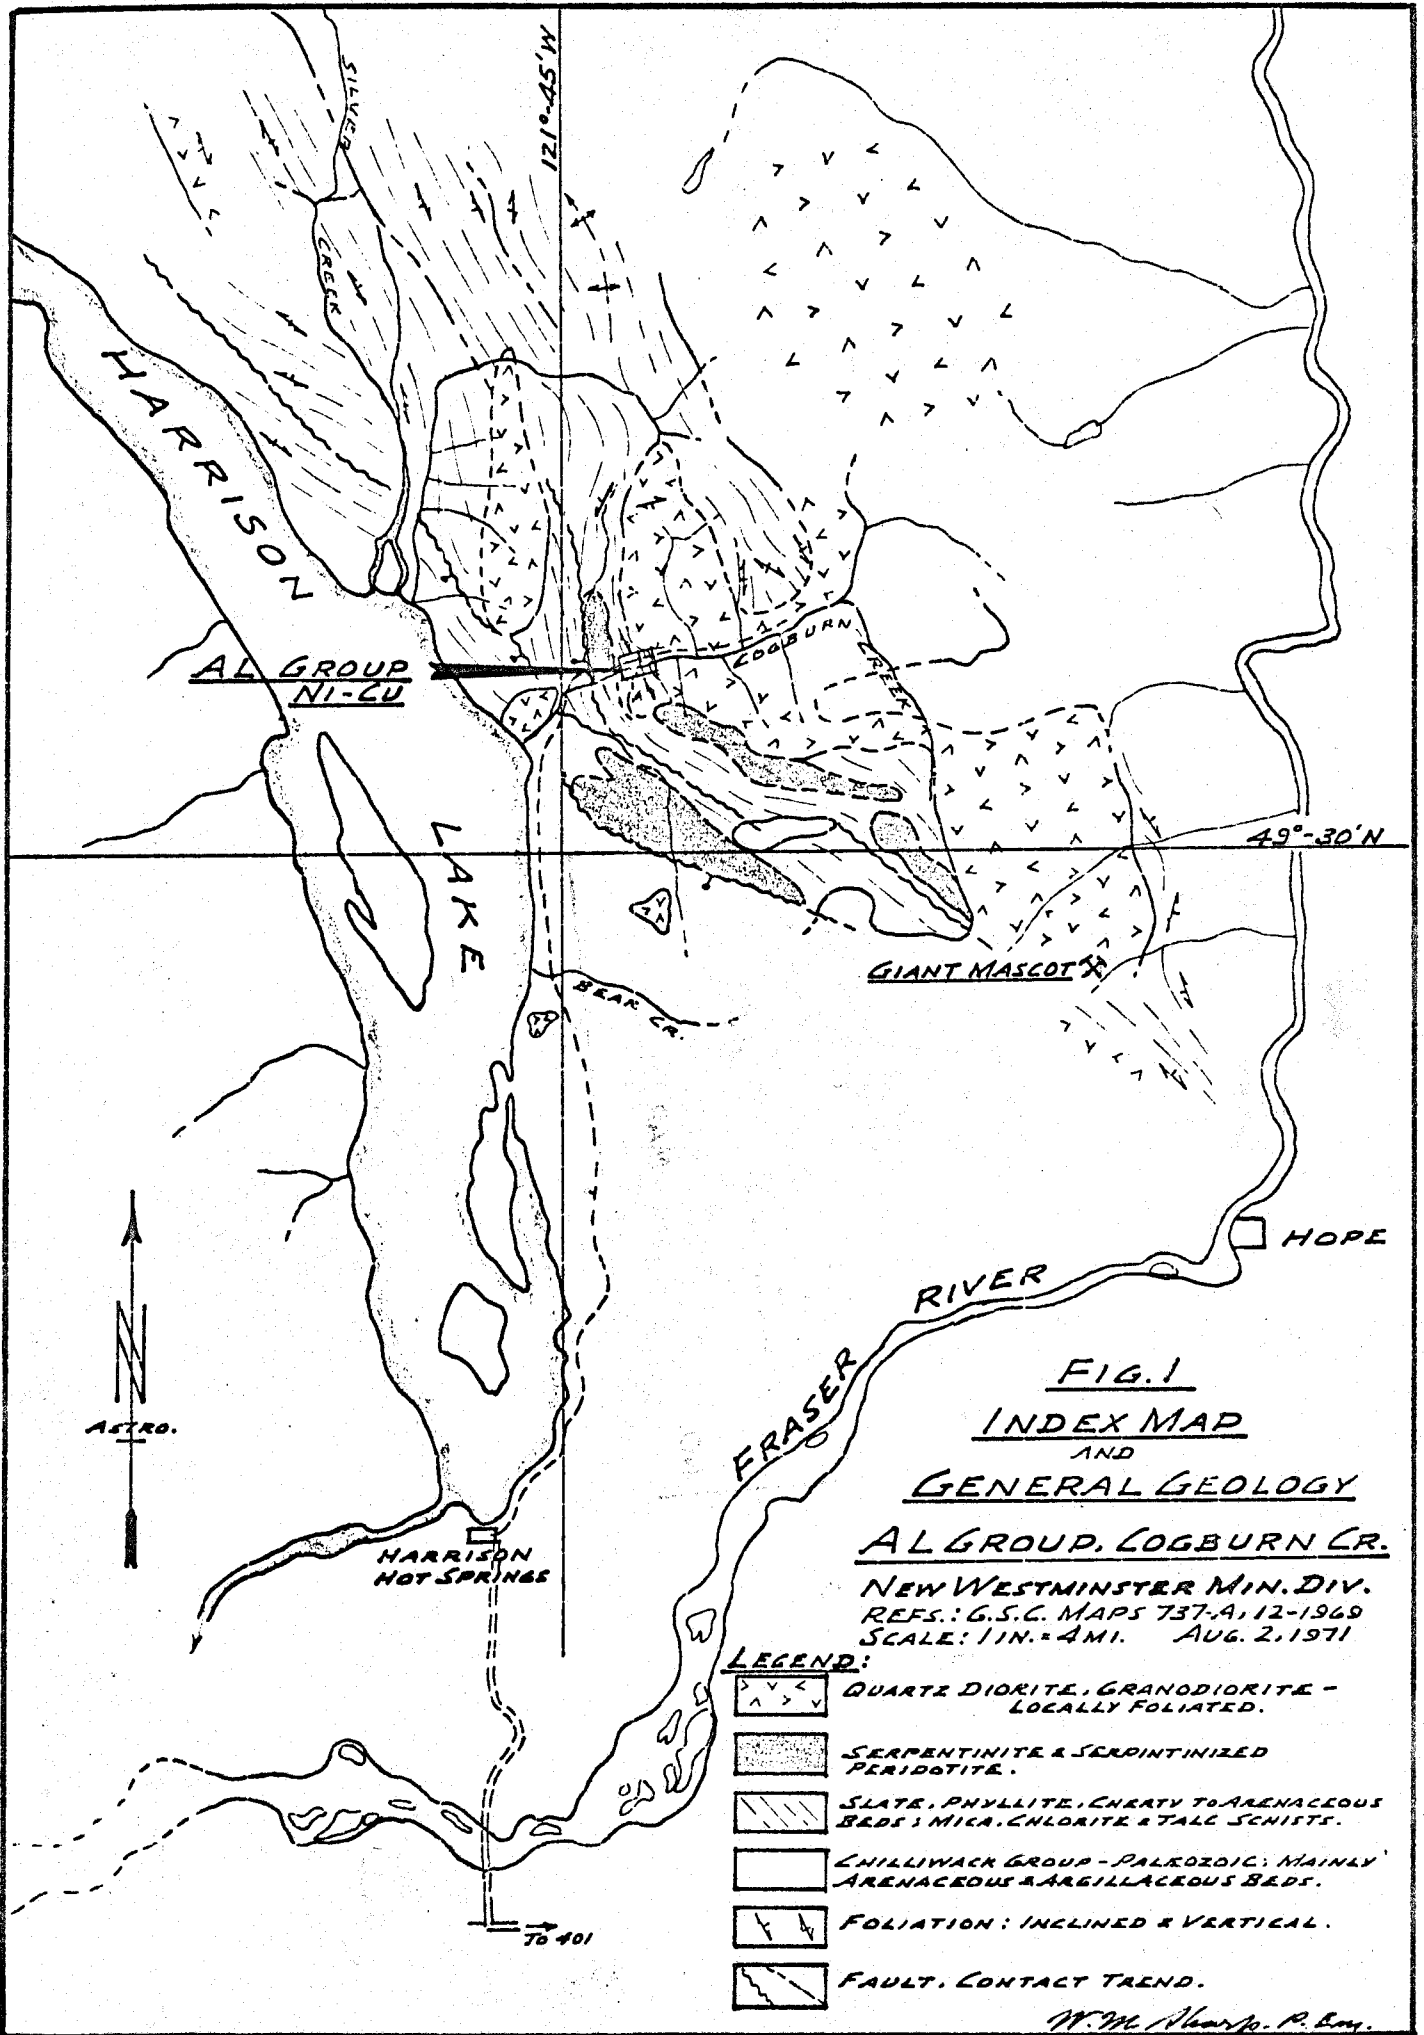 SILVER
CREEK
121°-45'W
HARRISON
LAKE
AL GROUP
NI-CU
COGBURN
CREEK
49°-30'N
GIANT MASCOT
BEAR CR.
HOPE
FRASER
RIVER
ASTRO.
HARRISON
HOT SPRINGS
TO 401
FIG. 1
INDEX MAP
AND
GENERAL GEOLOGY
AL GROUP, COGBURN CR.
NEW WESTMINSTER MIN. DIV.
REFS.: G.S.C. MAPS 737-A, 12-1969
SCALE: 1 IN. = 4 MI. AUG. 2, 1971
LEGEND:
QUARTZ DIORITE, GRANODIORITE -
LOCALLY FOLIATED.
SERPENTINITE & SERPINTINIZED
PERIDOTITE.
SLATE, PHYLLITE, CHERTY TO ARENACEOUS
BEDS; MICA, CHLORITE & TALC SCHISTS.
CHILLIWACK GROUP - PALEOZOIC; MAINLY
ARENACEOUS & ARGILLACEOUS BEDS.
FOLIATION: INCLINED & VERTICAL.
FAULT, CONTACT TREND.
W. M. Sharp. P. Eng.